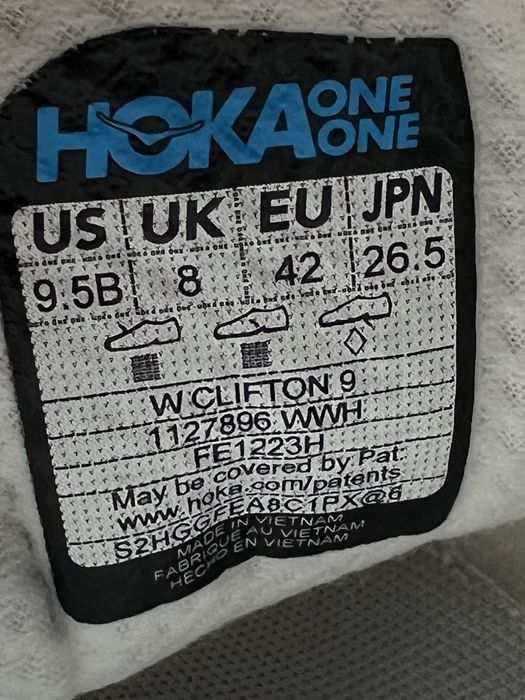 HOKA ONE ONE
US UK EU JPN
9.5B 8 42 26.5
W CLIFTON 9
1127896 WWH
FE1223H
May be covered by Pat.
www.hoka.com/patents
S2HGGFEA8C1PX@6
MADE IN VIETNAM
FABRIQUÉ AU VIETNAM
HECHO EN VIETNAM